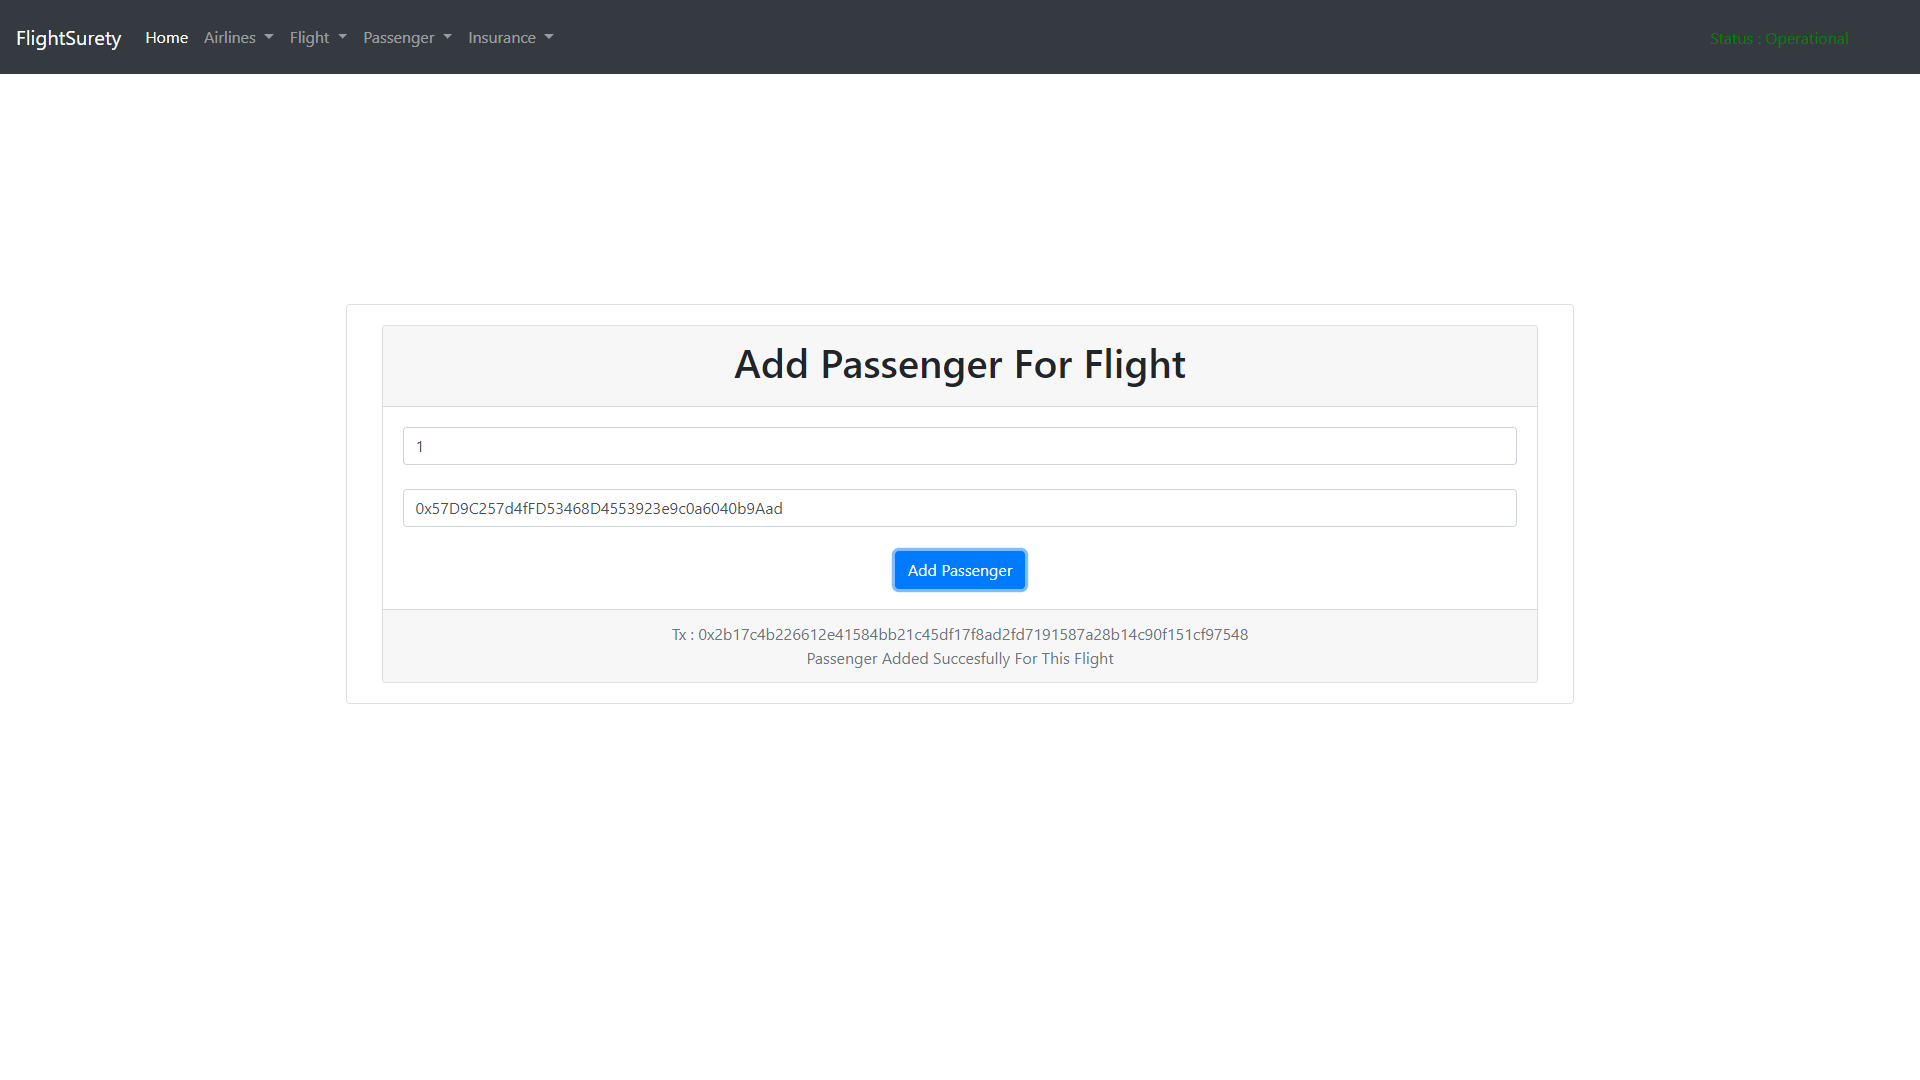 FlightSurety Home Airlines Flight Passenger Insurance Status : Operational
Add Passenger For Flight
1
0x57D9C257d4fFD53468D4553923e9c0a6040b9Aad
Add Passenger
Tx : 0x2b17c4b226612e41584bb21c45df17f8ad2fd7191587a28b14c90f151cf97548
Passenger Added Succesfully For This Flight